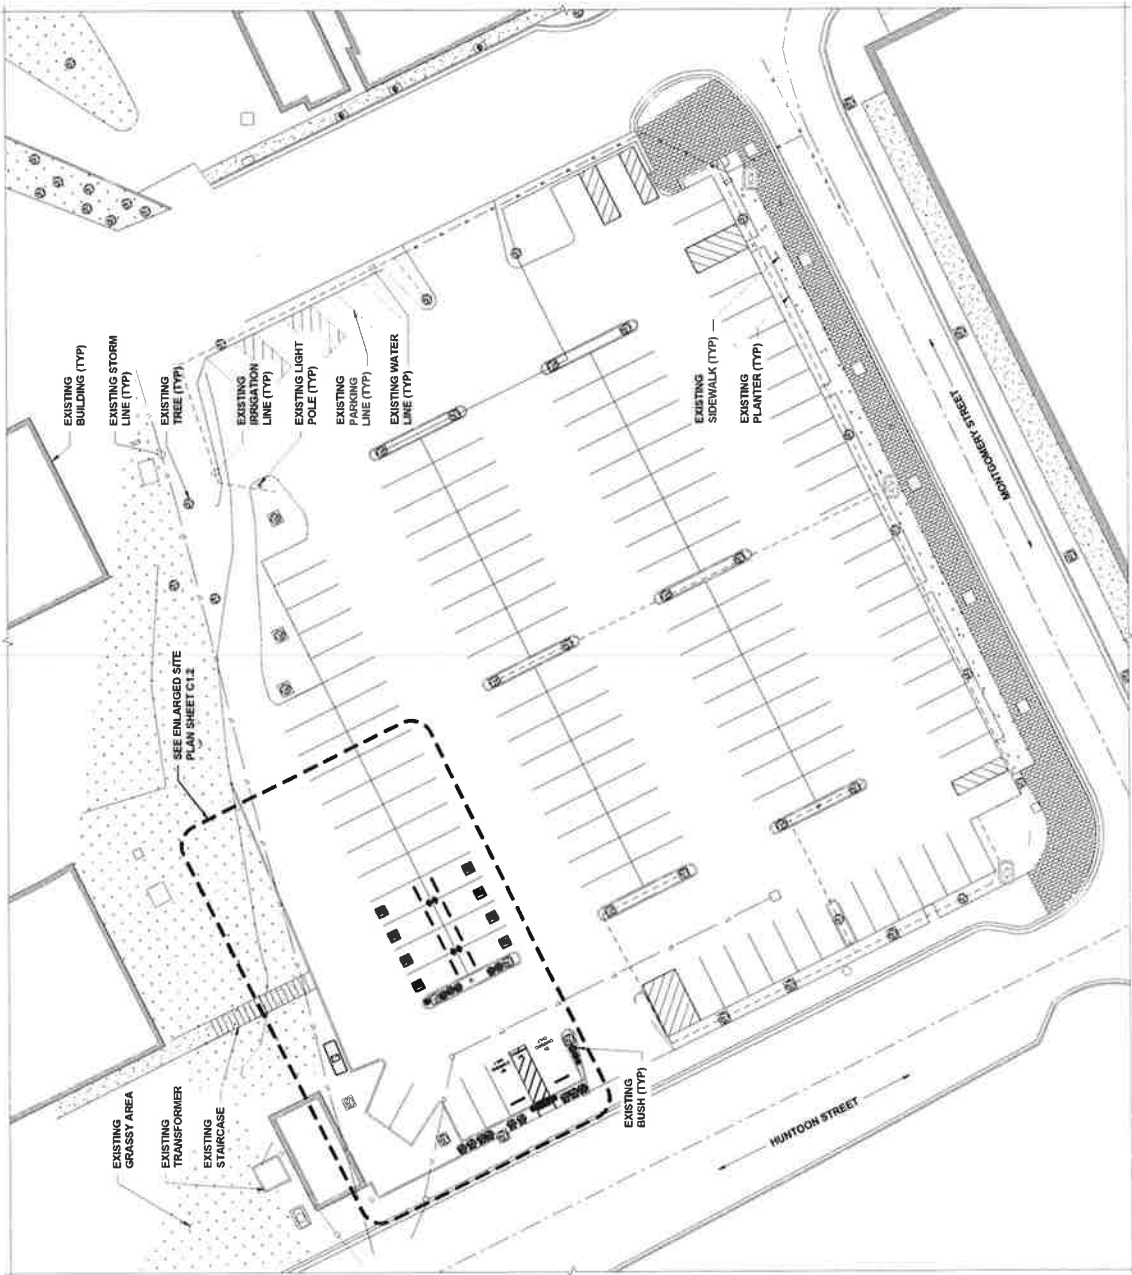 EXISTING
BUILDING (TYP)
EXISTING STORM
LINE (TYP)
EXISTING
TREE (TYP)
EXISTING
IRRIGATION
LINE (TYP)
EXISTING LIGHT
POLE (TYP)
EXISTING
PARKING
LINE (TYP)
EXISTING WATER
LINE (TYP)
EXISTING
SIDEWALK (TYP)
EXISTING
PLANTER (TYP)
MONTGOMERY STREET
SEE ENLARGED SITE
PLAN SHEET C1.2
EXISTING
GRASSY AREA
EXISTING
TRANSFORMER
EXISTING
STAIRCASE
EXISTING
BUSH (TYP)
HUNTOON STREET